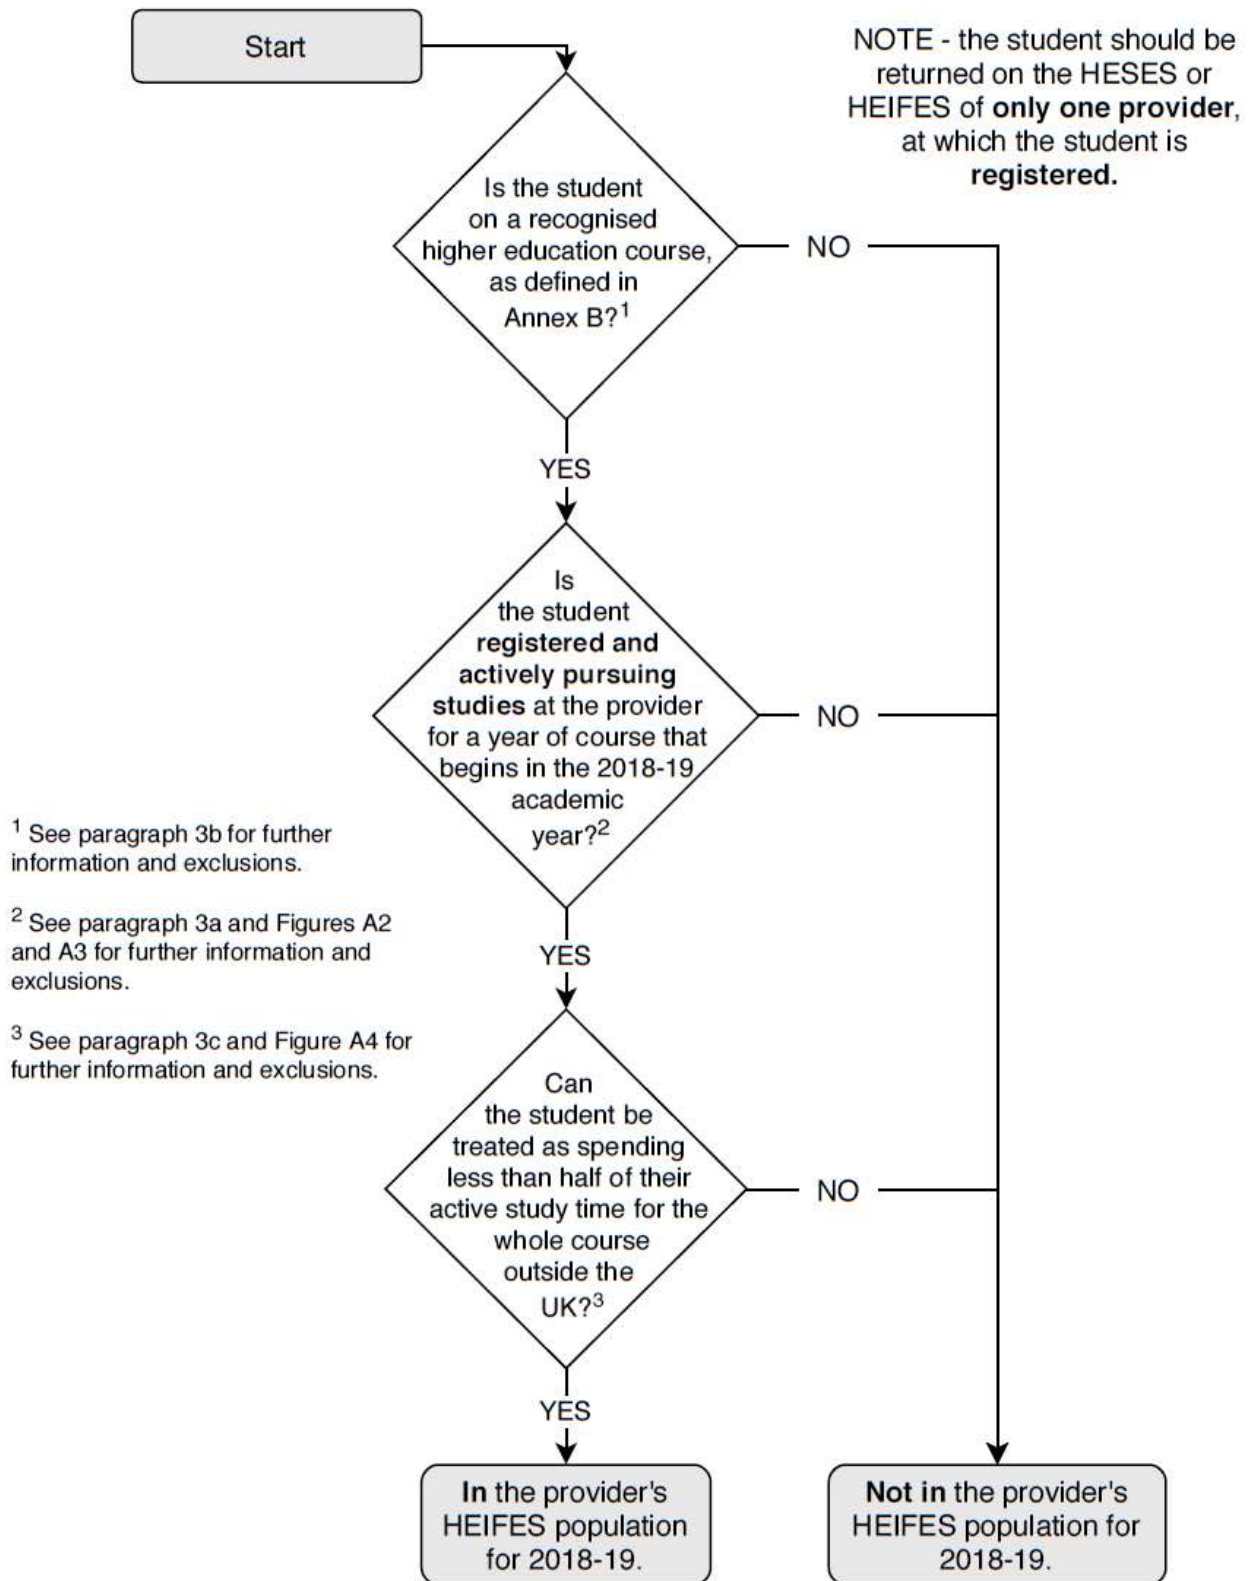 Start
NOTE - the student should be
returned on the HESES or
HEIFES of only one provider,
at which the student is
registered.
Is the student
on a recognised
higher education course,
as defined in
Annex B?1
NO
YES
Is
the student
registered and
actively pursuing
studies at the provider
for a year of course that
begins in the 2018-19
academic
year?2
NO
1 See paragraph 3b for further
information and exclusions.
2 See paragraph 3a and Figures A2
and A3 for further information and
exclusions.
3 See paragraph 3c and Figure A4 for
further information and exclusions.
YES
Can
the student be
treated as spending
less than half of their
active study time for the
whole course
outside the
UK?3
NO
YES
In the provider's
HEIFES population
for 2018-19.
Not in the provider's
HEIFES population for
2018-19.